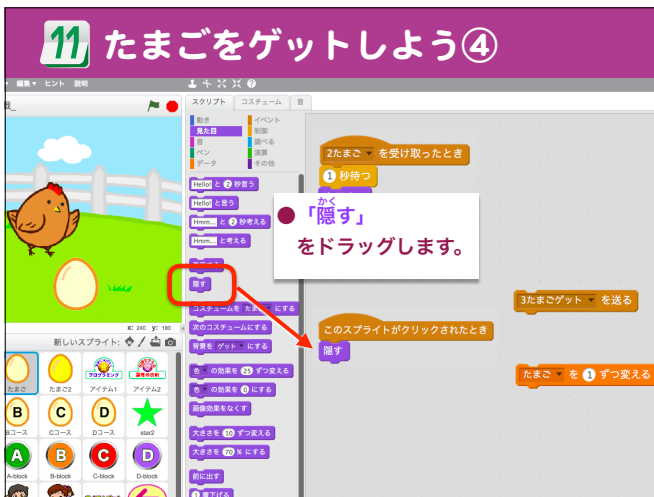 11 たまごをゲットしよう④
編集▼ ヒント 説明
スクリプト コスチューム 音
動き イベント
見た目 制御
音 調べる
ペン 演算
データ その他
Hello! と 2 秒言う
Hello! と言う
Hmm... と 2 秒考える
Hmm... と考える
隠す
コスチュームを たまご にする
次のコスチュームにする
背景を ゲット にする
色 の効果を 25 ずつ変える
色 の効果を 0 にする
画像効果をなくす
大きさを 10 ずつ変える
大きさを 70 % にする
前に出す
1 層下げる
2たまご を受け取ったとき
1 秒待つ
かく
●「隠す」
をドラッグします。
3たまごゲット を送る
このスプライトがクリックされたとき
隠す
たまご を 1 ずつ変える
x: 240 y: 180
新しいスプライト:
たまご たまご2 アイテム1 アイテム2
プログラミング
B C D
Bコース Cコース Dコース star2
A B C D
A-block B-block C-block D-block